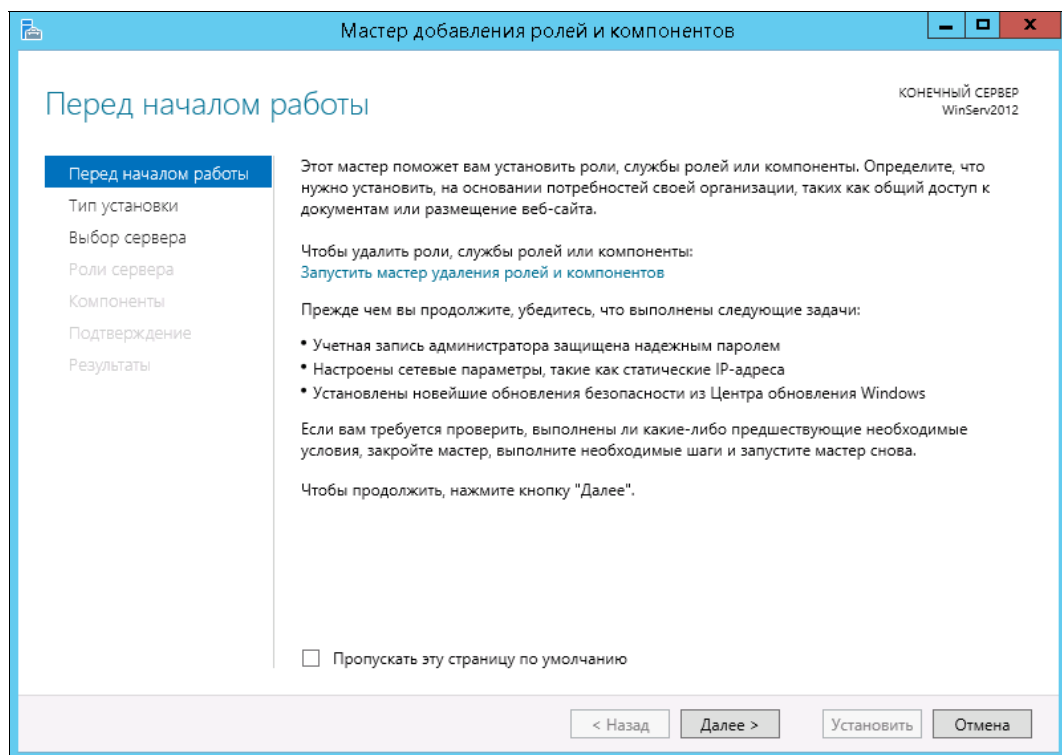 Мастер добавления ролей и компонентов
Перед началом работы
КОНЕЧНЫЙ СЕРВЕР
WinServ2012
Перед началом работы
Тип установки
Выбор сервера
Роли сервера
Компоненты
Подтверждение
Результаты
Этот мастер поможет вам установить роли, службы ролей или компоненты. Определите, что
нужно установить, на основании потребностей своей организации, таких как общий доступ к
документам или размещение веб-сайта.
Чтобы удалить роли, службы ролей или компоненты:
Запустить мастер удаления ролей и компонентов
Прежде чем вы продолжите, убедитесь, что выполнены следующие задачи:
• Учетная запись администратора защищена надежным паролем
• Настроены сетевые параметры, такие как статические IP-адреса
• Установлены новейшие обновления безопасности из Центра обновления Windows
Если вам требуется проверить, выполнены ли какие-либо предшествующие необходимые
условия, закройте мастер, выполните необходимые шаги и запустите мастер снова.
Чтобы продолжить, нажмите кнопку "Далее".
Пропускать эту страницу по умолчанию
< Назад
Далее >
Установить
Отмена